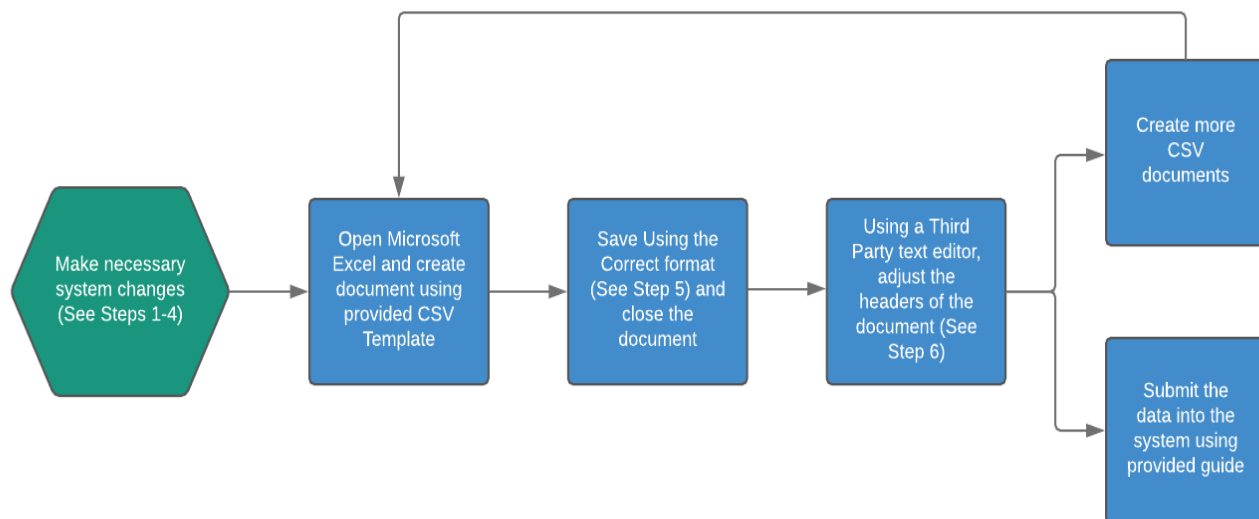 Make necessary
system changes
(See Steps 1-4)
Open Microsoft
Excel and create
document using
provided CSV
Template
Save Using the
Correct format
(See Step 5) and
close the
document
Using a Third
Party text editor,
adjust the
headers of the
document (See
Step 6)
Create more
CSV
documents
Submit the
data into the
system using
provided guide